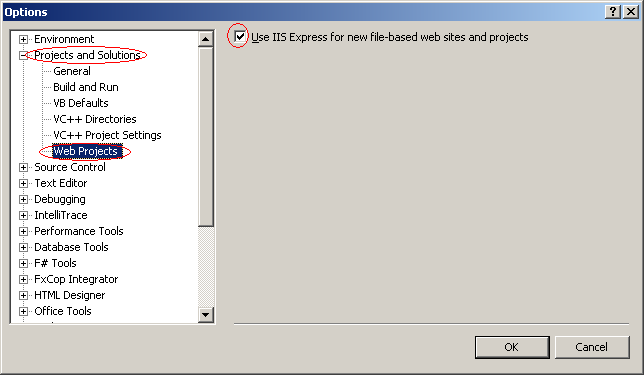 Options
Environment
Projects and Solutions
General
Build and Run
VB Defaults
VC++ Directories
VC++ Project Settings
Web Projects
Source Control
Text Editor
Debugging
IntelliTrace
Performance Tools
Database Tools
F# Tools
FxCop Integrator
HTML Designer
Office Tools
Use IIS Express for new file-based web sites and projects
OK
Cancel